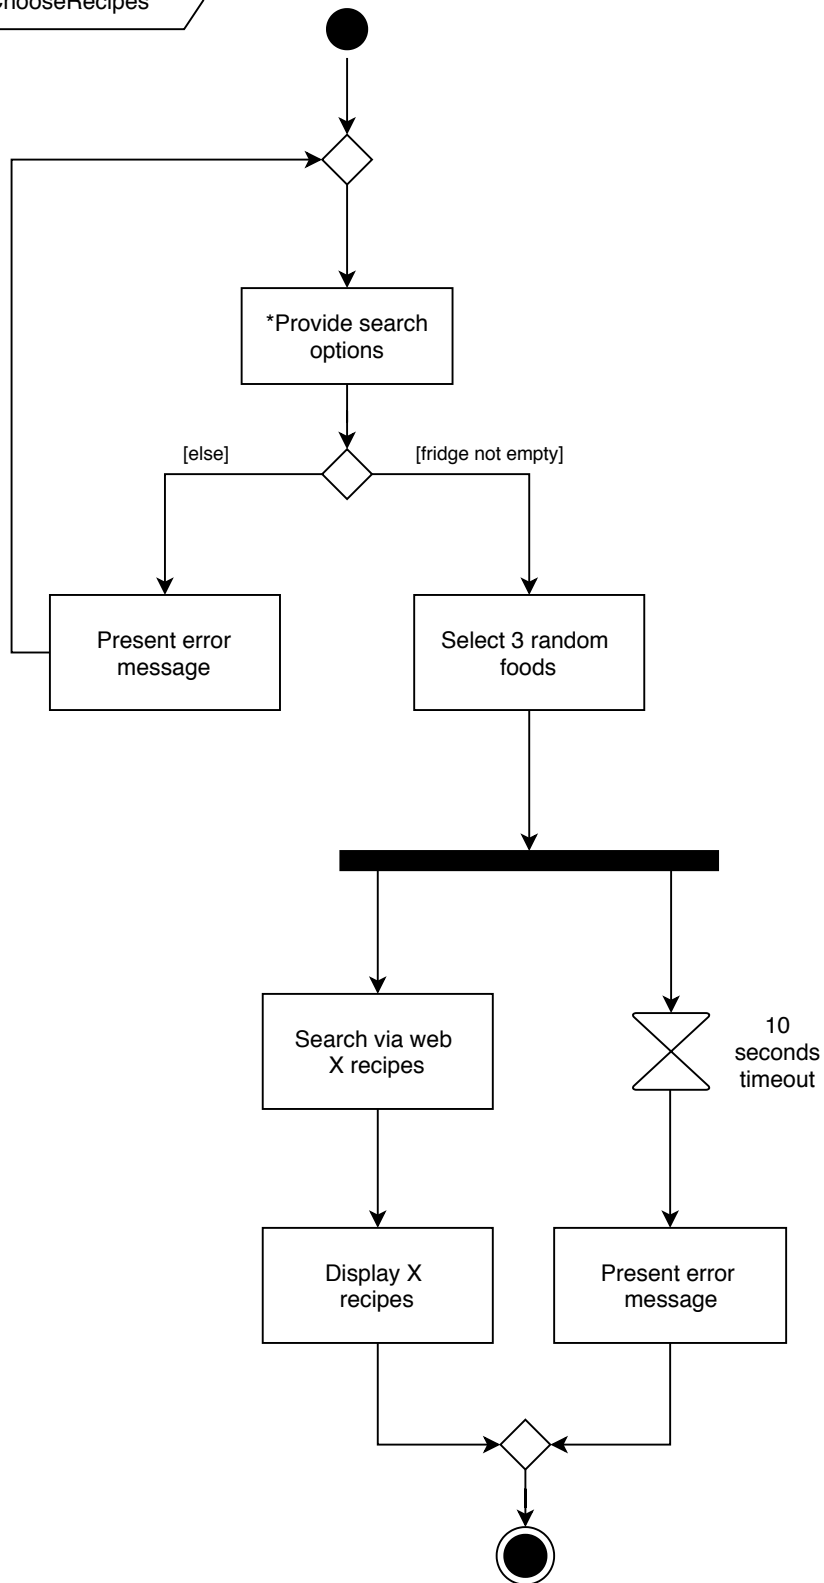 *Provide search
options
[else]
[fridge not empty]
Present error
message
Select 3 random
foods
Search via web
X recipes
10
seconds
timeout
Display X
recipes
Present error
message